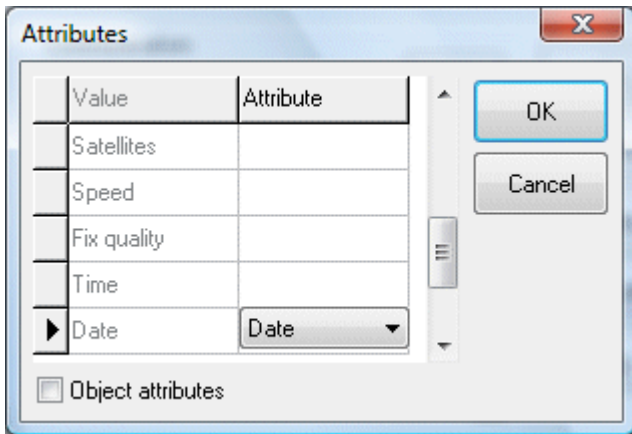 Attributes
Value Attribute
OK
Satellites
Speed
Cancel
Fix quality
Time
Date Date
Object attributes